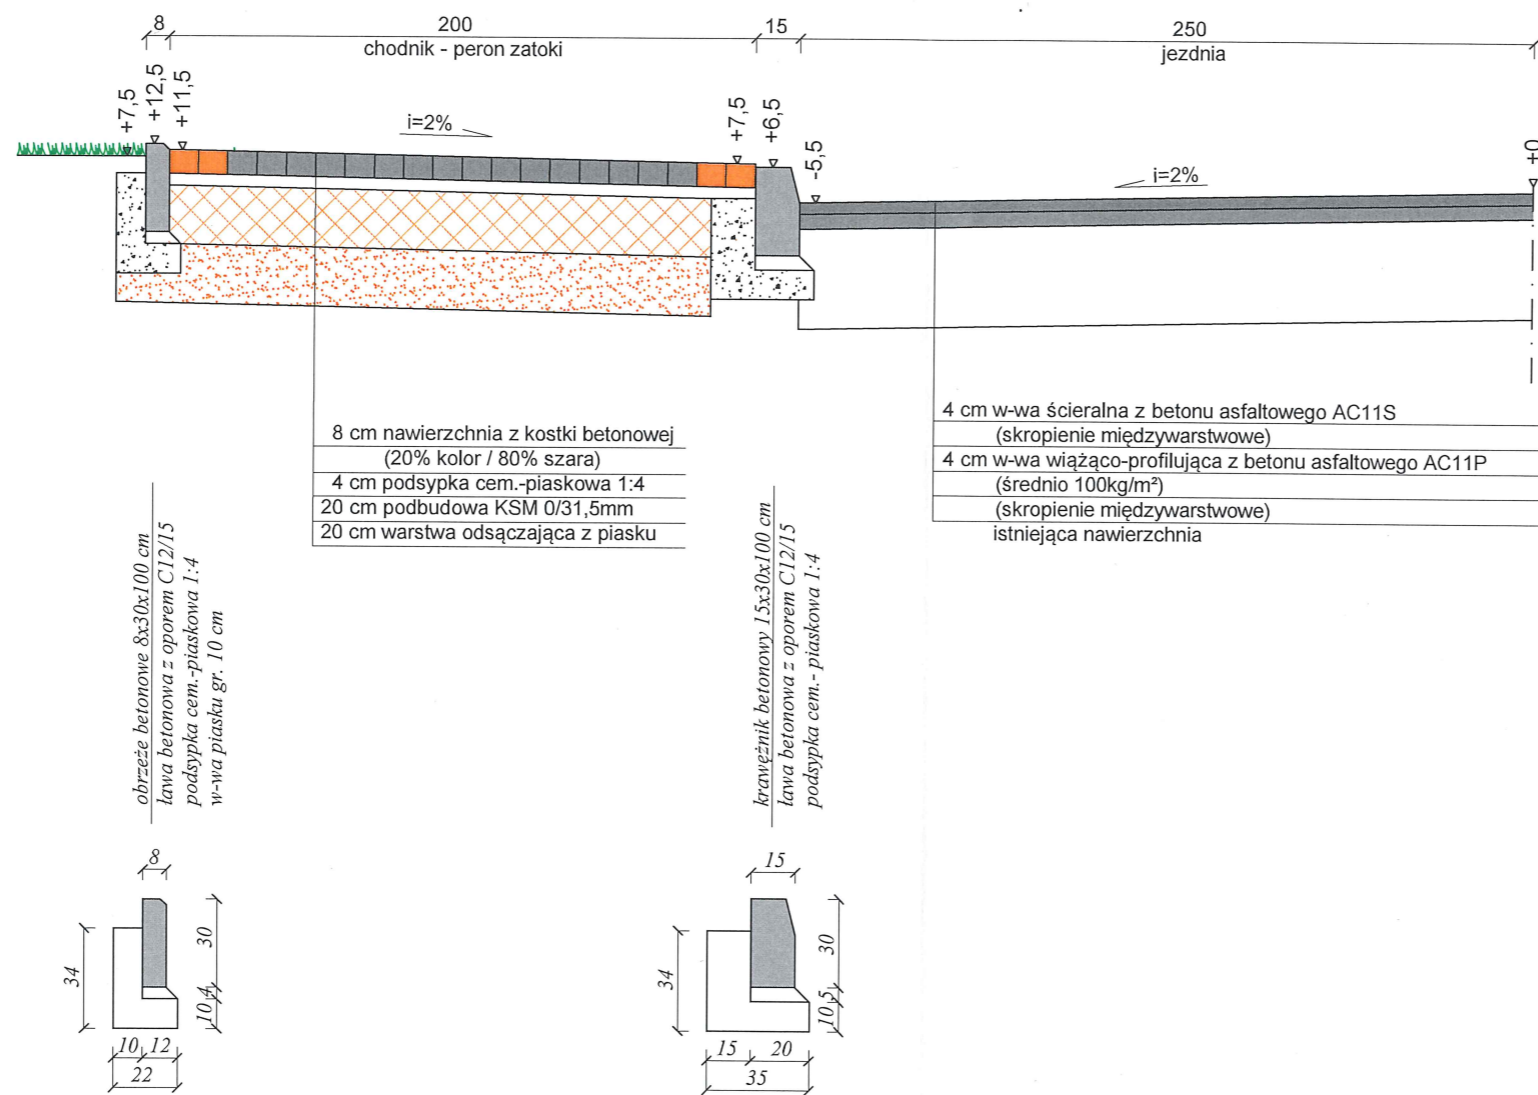 8
200
15
250
chodnik - peron zatoki
jezdnia
+7,5
+12,5
+11,5
i=2%
+7,5
+6,5
-5,5
i=2%
+0
8 cm nawierzchnia z kostki betonowej
(20% kolor / 80% szara)
4 cm podsypka cem.-piaskowa 1:4
20 cm podbudowa KSM 0/31,5mm
20 cm warstwa odsączająca z piasku
4 cm w-wa ścieralna z betonu asfaltowego AC11S
(skropienie międzywarstwowe)
4 cm w-wa wiążąco-profilująca z betonu asfaltowego AC11P
(średnio 100kg/m²)
(skropienie międzywarstwowe)
istniejąca nawierzchnia
obrzeże betonowe 8x30x100 cm
ława betonowa z oporem C12/15
podsypka cem.-piaskowa 1:4
w-wa piasku gr. 10 cm
krawężnik betonowy 15x30x100 cm
ława betonowa z oporem C12/15
podsypka cem.- piaskowa 1:4
8
34
30
4
10
10
12
22
15
34
30
5
10
15
20
35